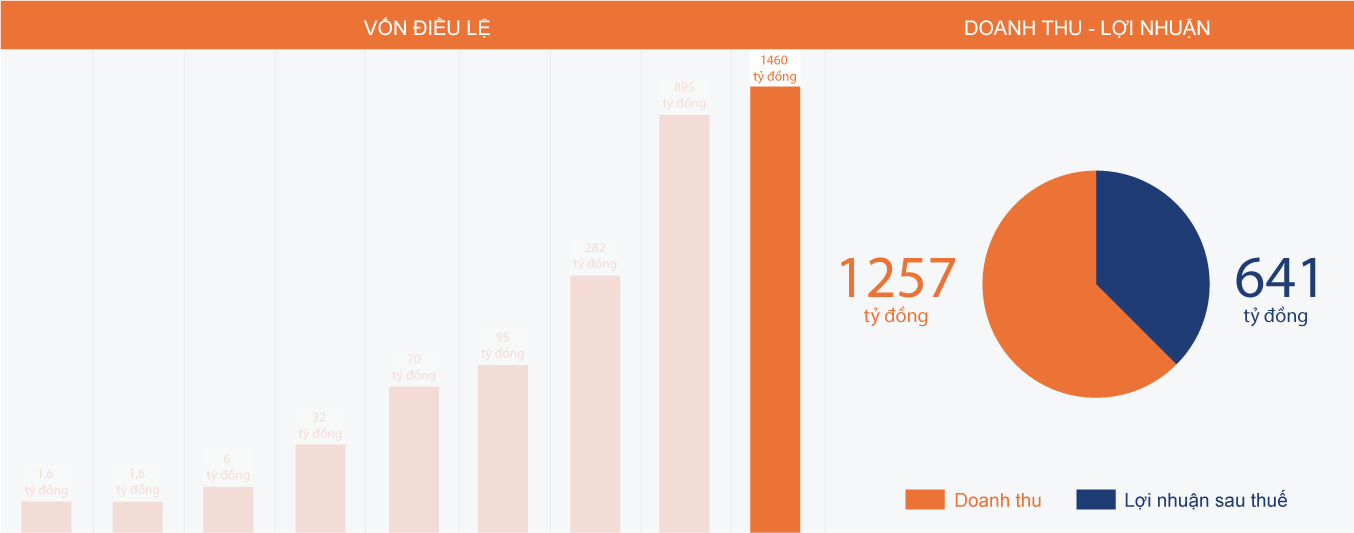 VỐN ĐIỀU LỆ
1,6
tỷ đồng
1,6
tỷ đồng
6
tỷ đồng
32
tỷ đồng
70
tỷ đồng
95
tỷ đồng
282
tỷ đồng
895
tỷ đồng
1460
tỷ đồng
DOANH THU - LỢI NHUẬN
1257
tỷ đồng
641
tỷ đồng
Doanh thu
Lợi nhuận sau thuế